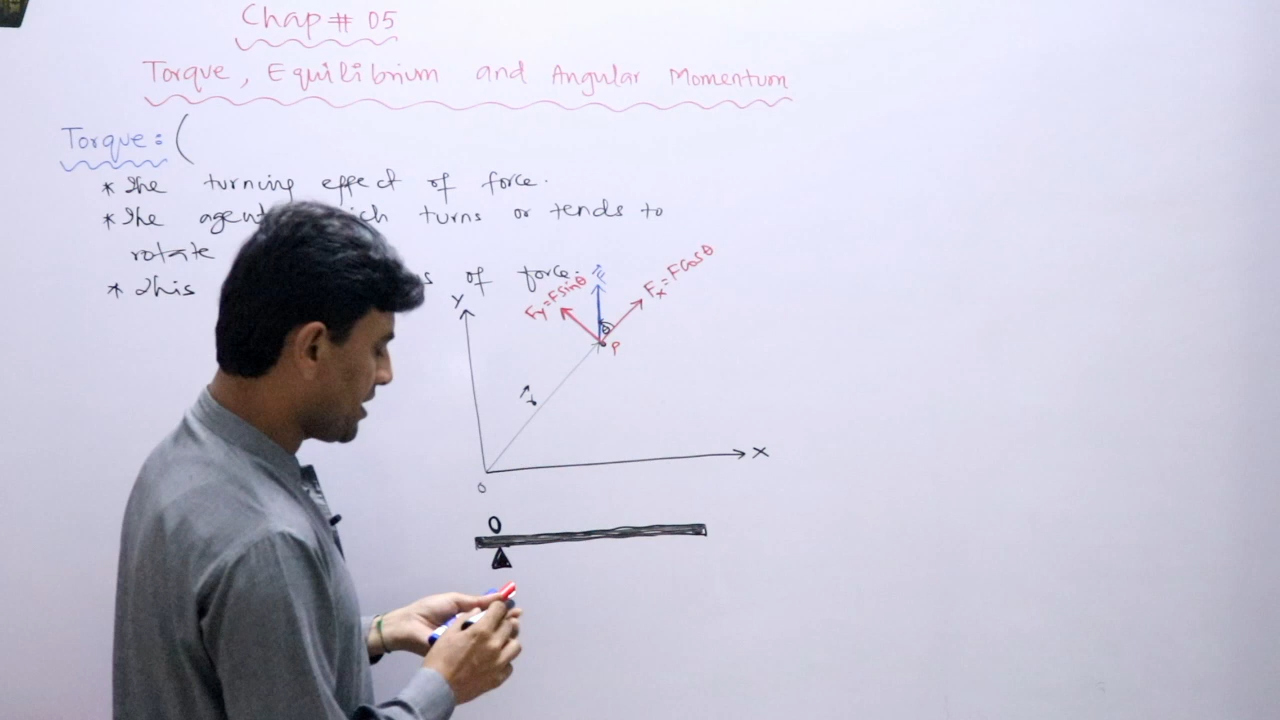 Chap # 05
Torque, Equilibrium and Angular Momentum
Torque: (
* The turning effect of force.
* The agent which turns or tends to
rotate
* This of force.
F
Fy=Fsinθ
Fx=Fcosθ
θ
P
Y
r
X
O
O